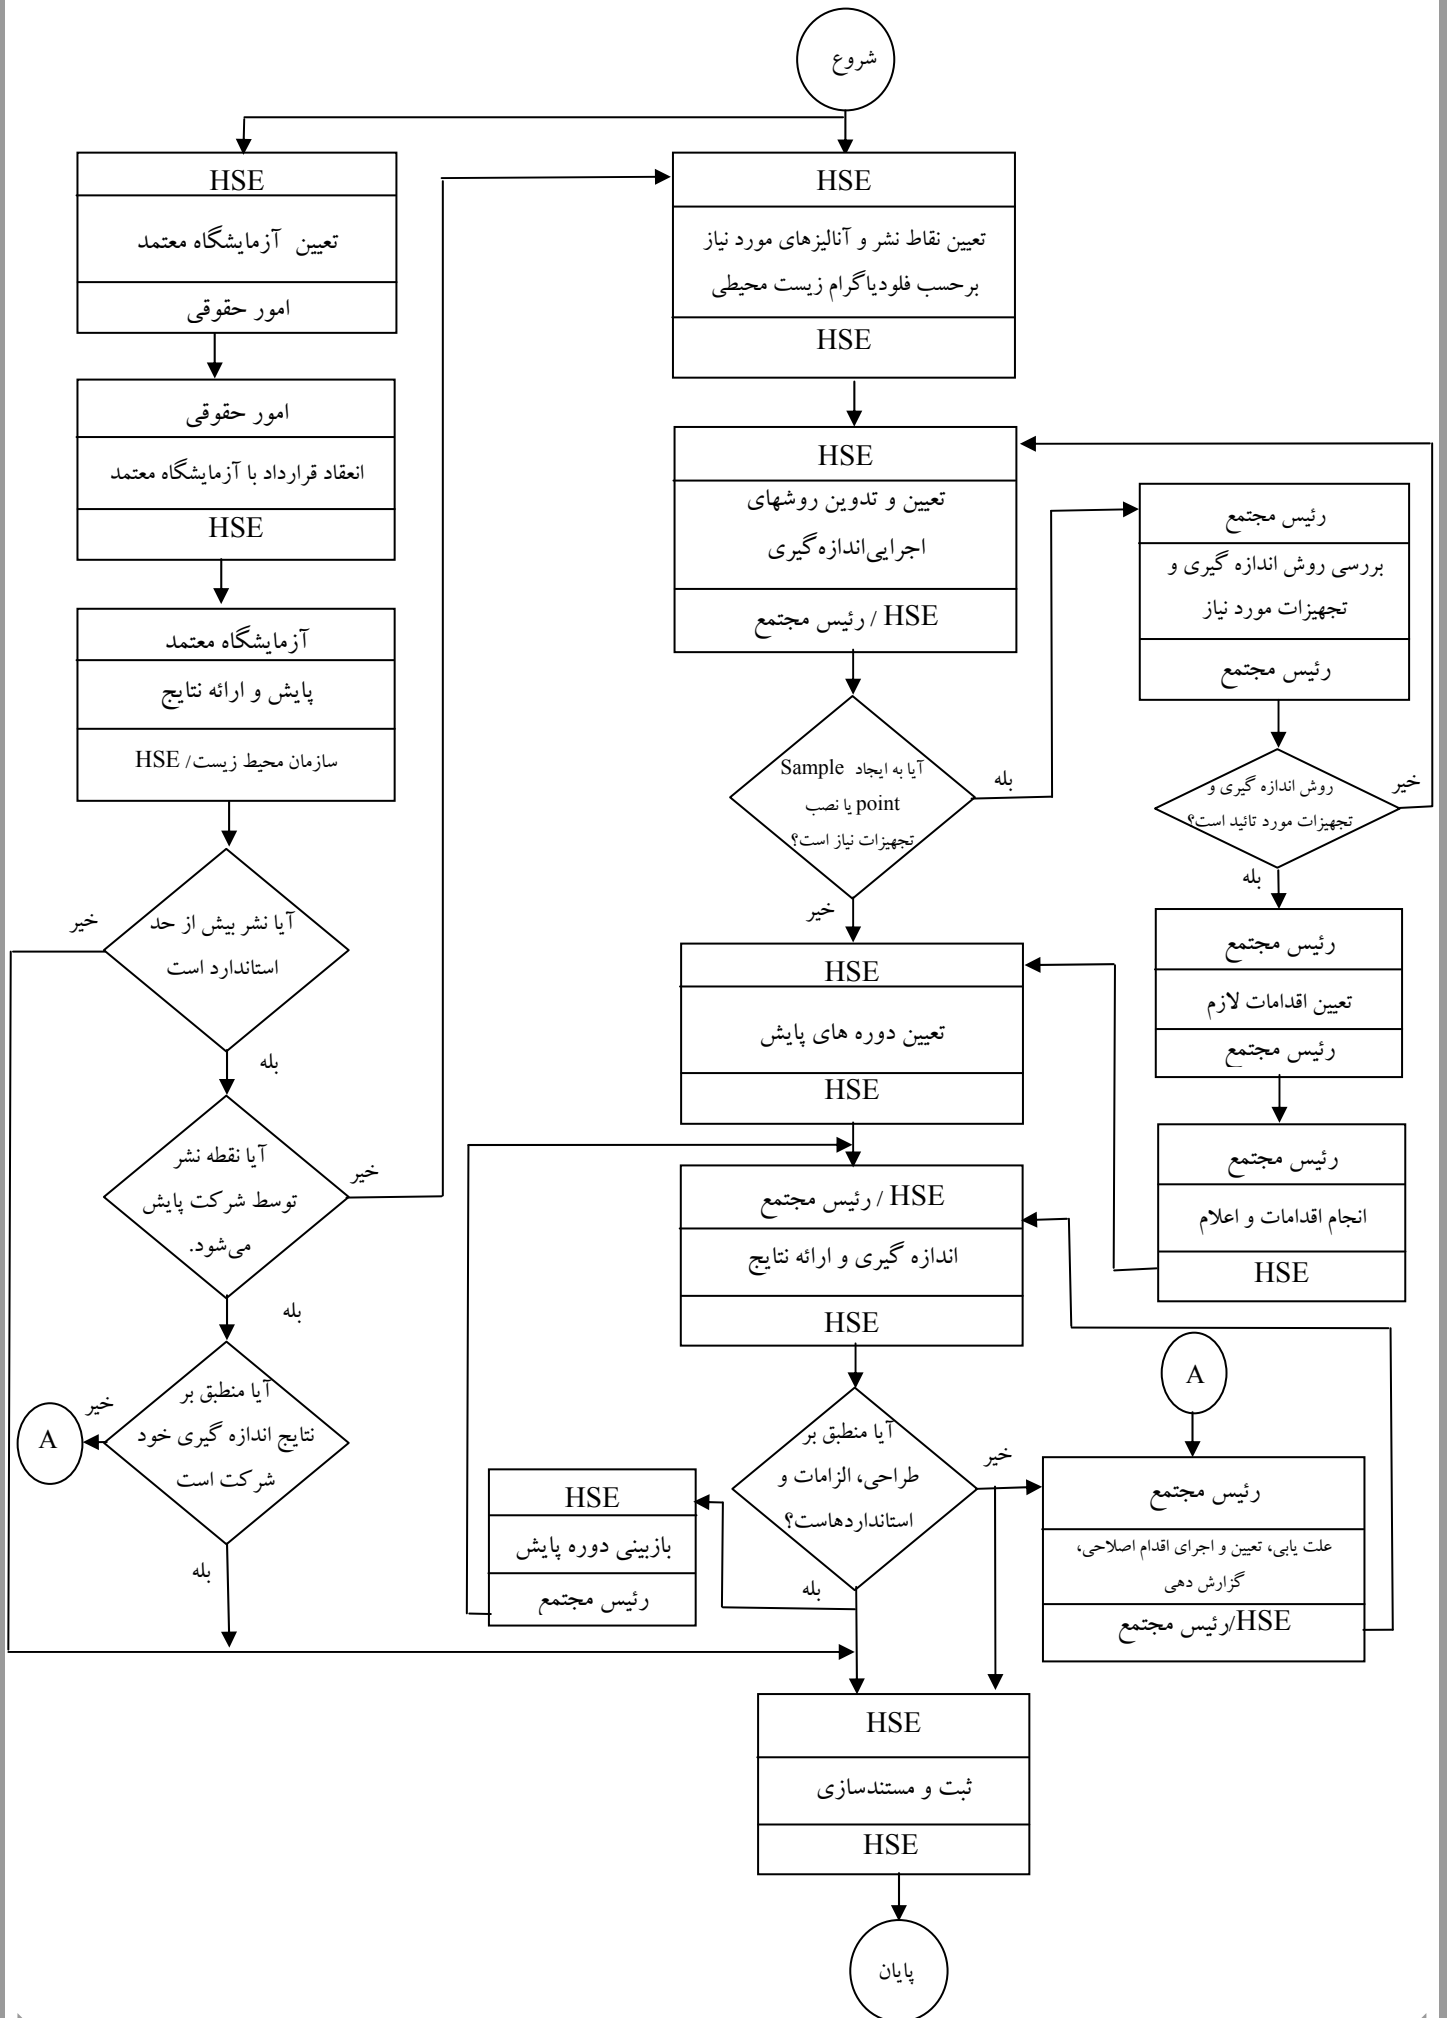 شروع
HSE
تعیین نقاط نشر و آنالیزهای مورد نیاز
برحسب فلودیاگرام زیست محیطی
HSE
HSE
تعیین و تدوین روشهای
اجرایی‌اندازه‌گیری
HSE / رئیس مجتمع
آیا به ایجاد Sample
point یا نصب
تجهیزات نیاز است؟
بله
خیر
رئیس مجتمع
بررسی روش اندازه گیری و
تجهیزات مورد نیاز
رئیس مجتمع
روش اندازه گیری و
تجهیزات مورد تائید است؟
خیر
بله
رئیس مجتمع
تعیین اقدامات لازم
رئیس مجتمع
رئیس مجتمع
انجام اقدامات و اعلام
HSE
HSE
تعیین دوره های پایش
HSE
HSE / رئیس مجتمع
اندازه گیری و ارائه نتایج
HSE
آیا منطبق بر
طراحی، الزامات و
استانداردهاست؟
خیر
بله
A
رئیس مجتمع
علت یابی، تعیین و اجرای اقدام اصلاحی،
گزارش دهی
HSE/رئیس مجتمع
HSE
بازبینی دوره پایش
رئیس مجتمع
HSE
تعیین آزمایشگاه معتمد
امور حقوقی
امور حقوقی
انعقاد قرارداد با آزمایشگاه معتمد
HSE
آزمایشگاه معتمد
پایش و ارائه نتایج
سازمان محیط زیست/ HSE
آیا نشر بیش از حد
استاندارد است
خیر
بله
آیا نقطه نشر
توسط شرکت پایش
می‌شود.
خیر
بله
آیا منطبق بر
نتایج اندازه گیری خود
شرکت است
خیر
A
بله
HSE
ثبت و مستندسازی
HSE
پایان